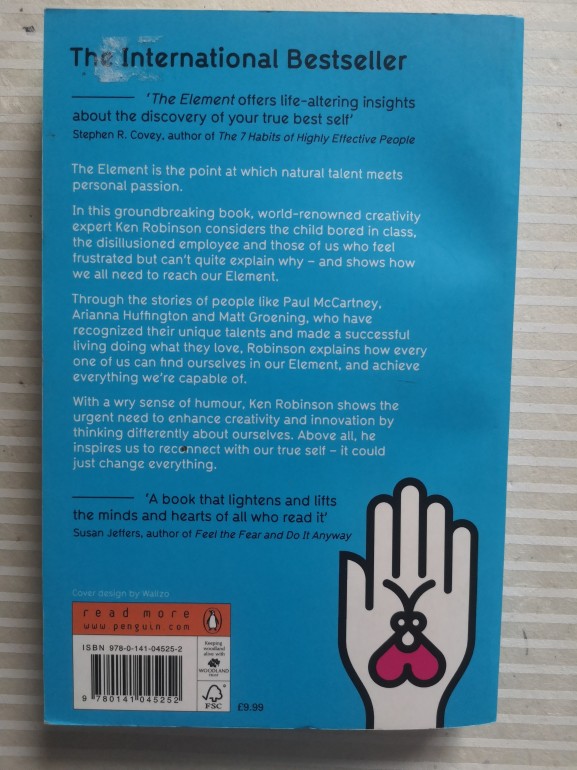 The International Bestseller
'The Element offers life-altering insights
about the discovery of your true best self'
Stephen R. Covey, author of The 7 Habits of Highly Effective People
The Element is the point at which natural talent meets
personal passion.
In this groundbreaking book, world-renowned creativity
expert Ken Robinson considers the child bored in class,
the disillusioned employee and those of us who feel
frustrated but can't quite explain why – and shows how
we all need to reach our Element.
Through the stories of people like Paul McCartney,
Arianna Huffington and Matt Groening, who have
recognized their unique talents and made a successful
living doing what they love, Robinson explains how every
one of us can find ourselves in our Element, and achieve
everything we're capable of.
With a wry sense of humour, Ken Robinson shows the
urgent need to enhance creativity and innovation by
thinking differently about ourselves. Above all, he
inspires us to reconnect with our true self – it could
just change everything.
'A book that lightens and lifts
the minds and hearts of all who read it'
Susan Jeffers, author of Feel the Fear and Do It Anyway
Cover design by Walizo
read more
www.penguin.com
ISBN 978-0-141-04525-2
9 780141 045252
Keeping
woodland
alive with
WOODLAND
TRUST
FSC
£9.99